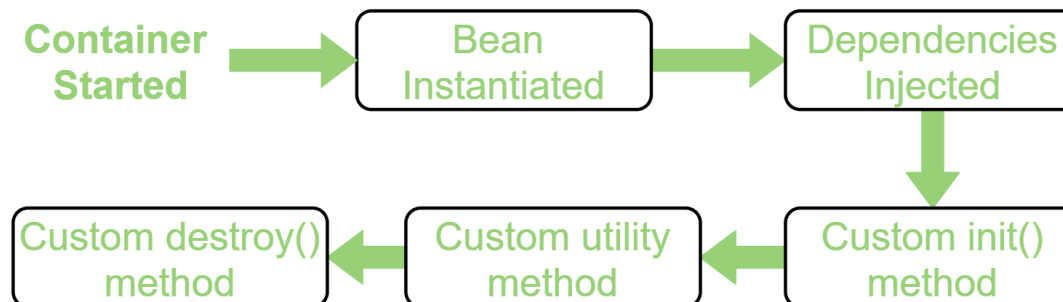 Container
Started
Bean
Instantiated
Dependencies
Injected
Custom init()
method
Custom utility
method
Custom destroy()
method